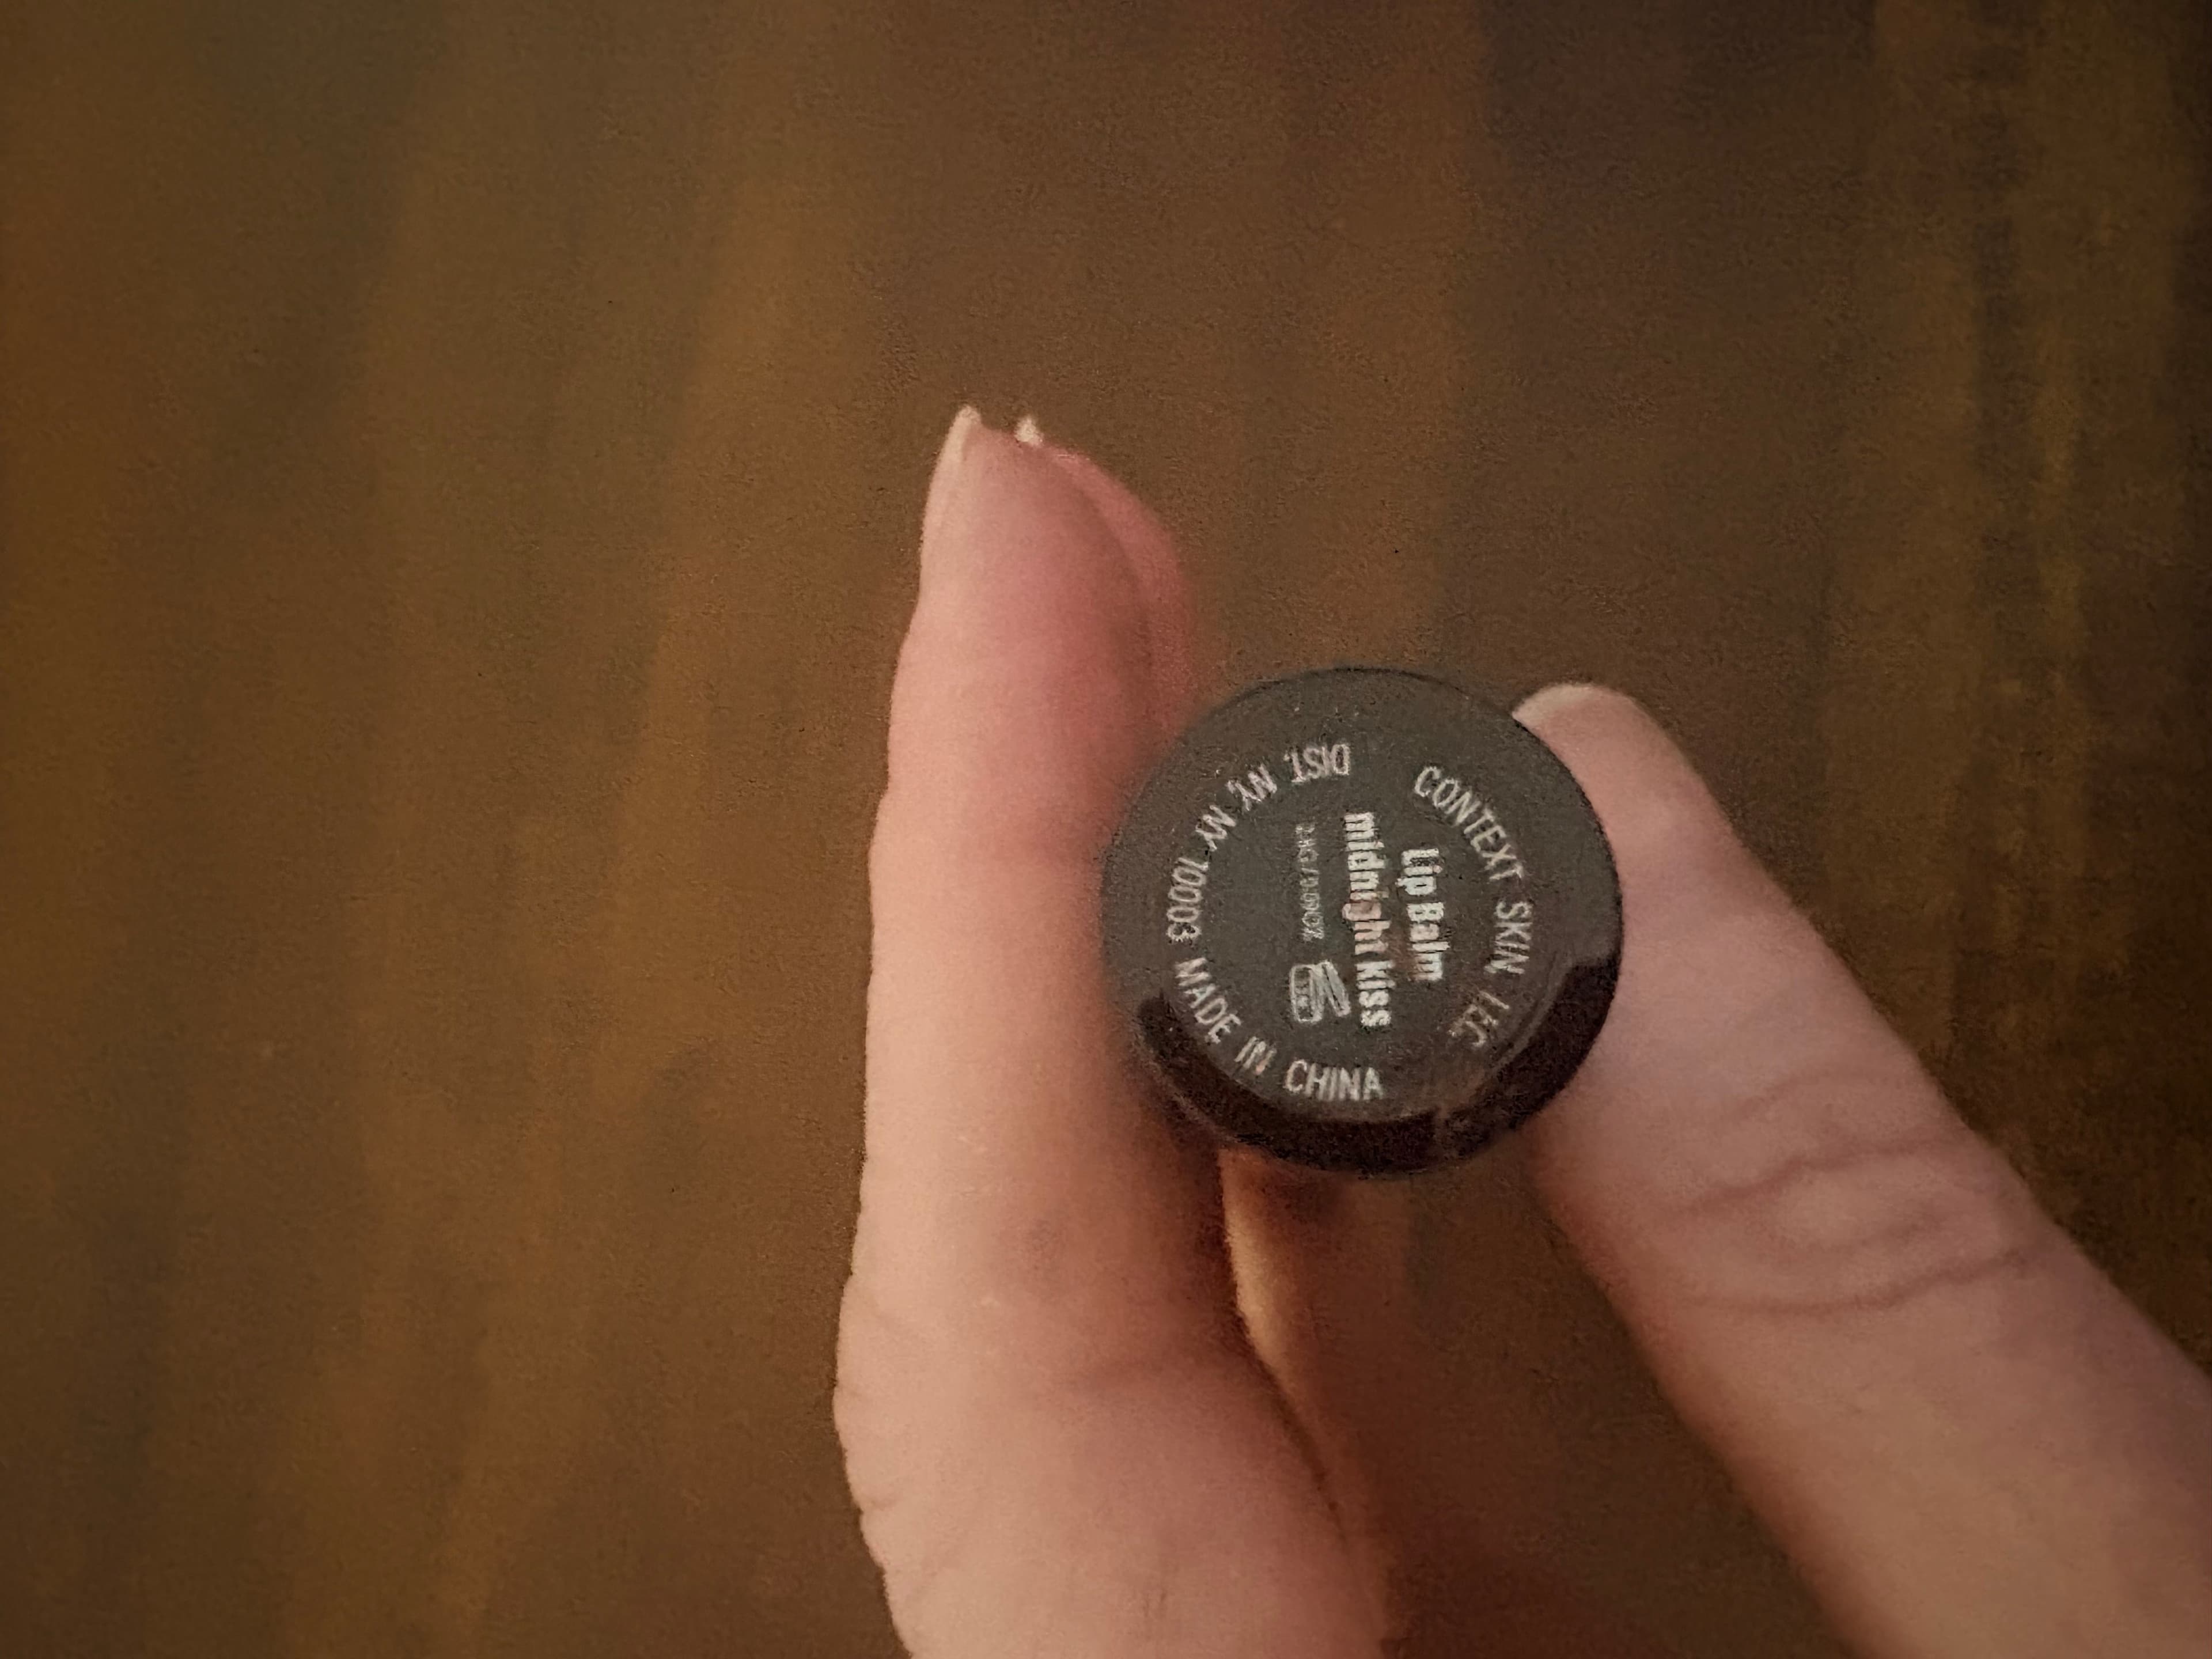 CONTEXT SKIN LLC
Lip Balm
midnight kiss
DIST. NY, NY 10003 MADE IN CHINA